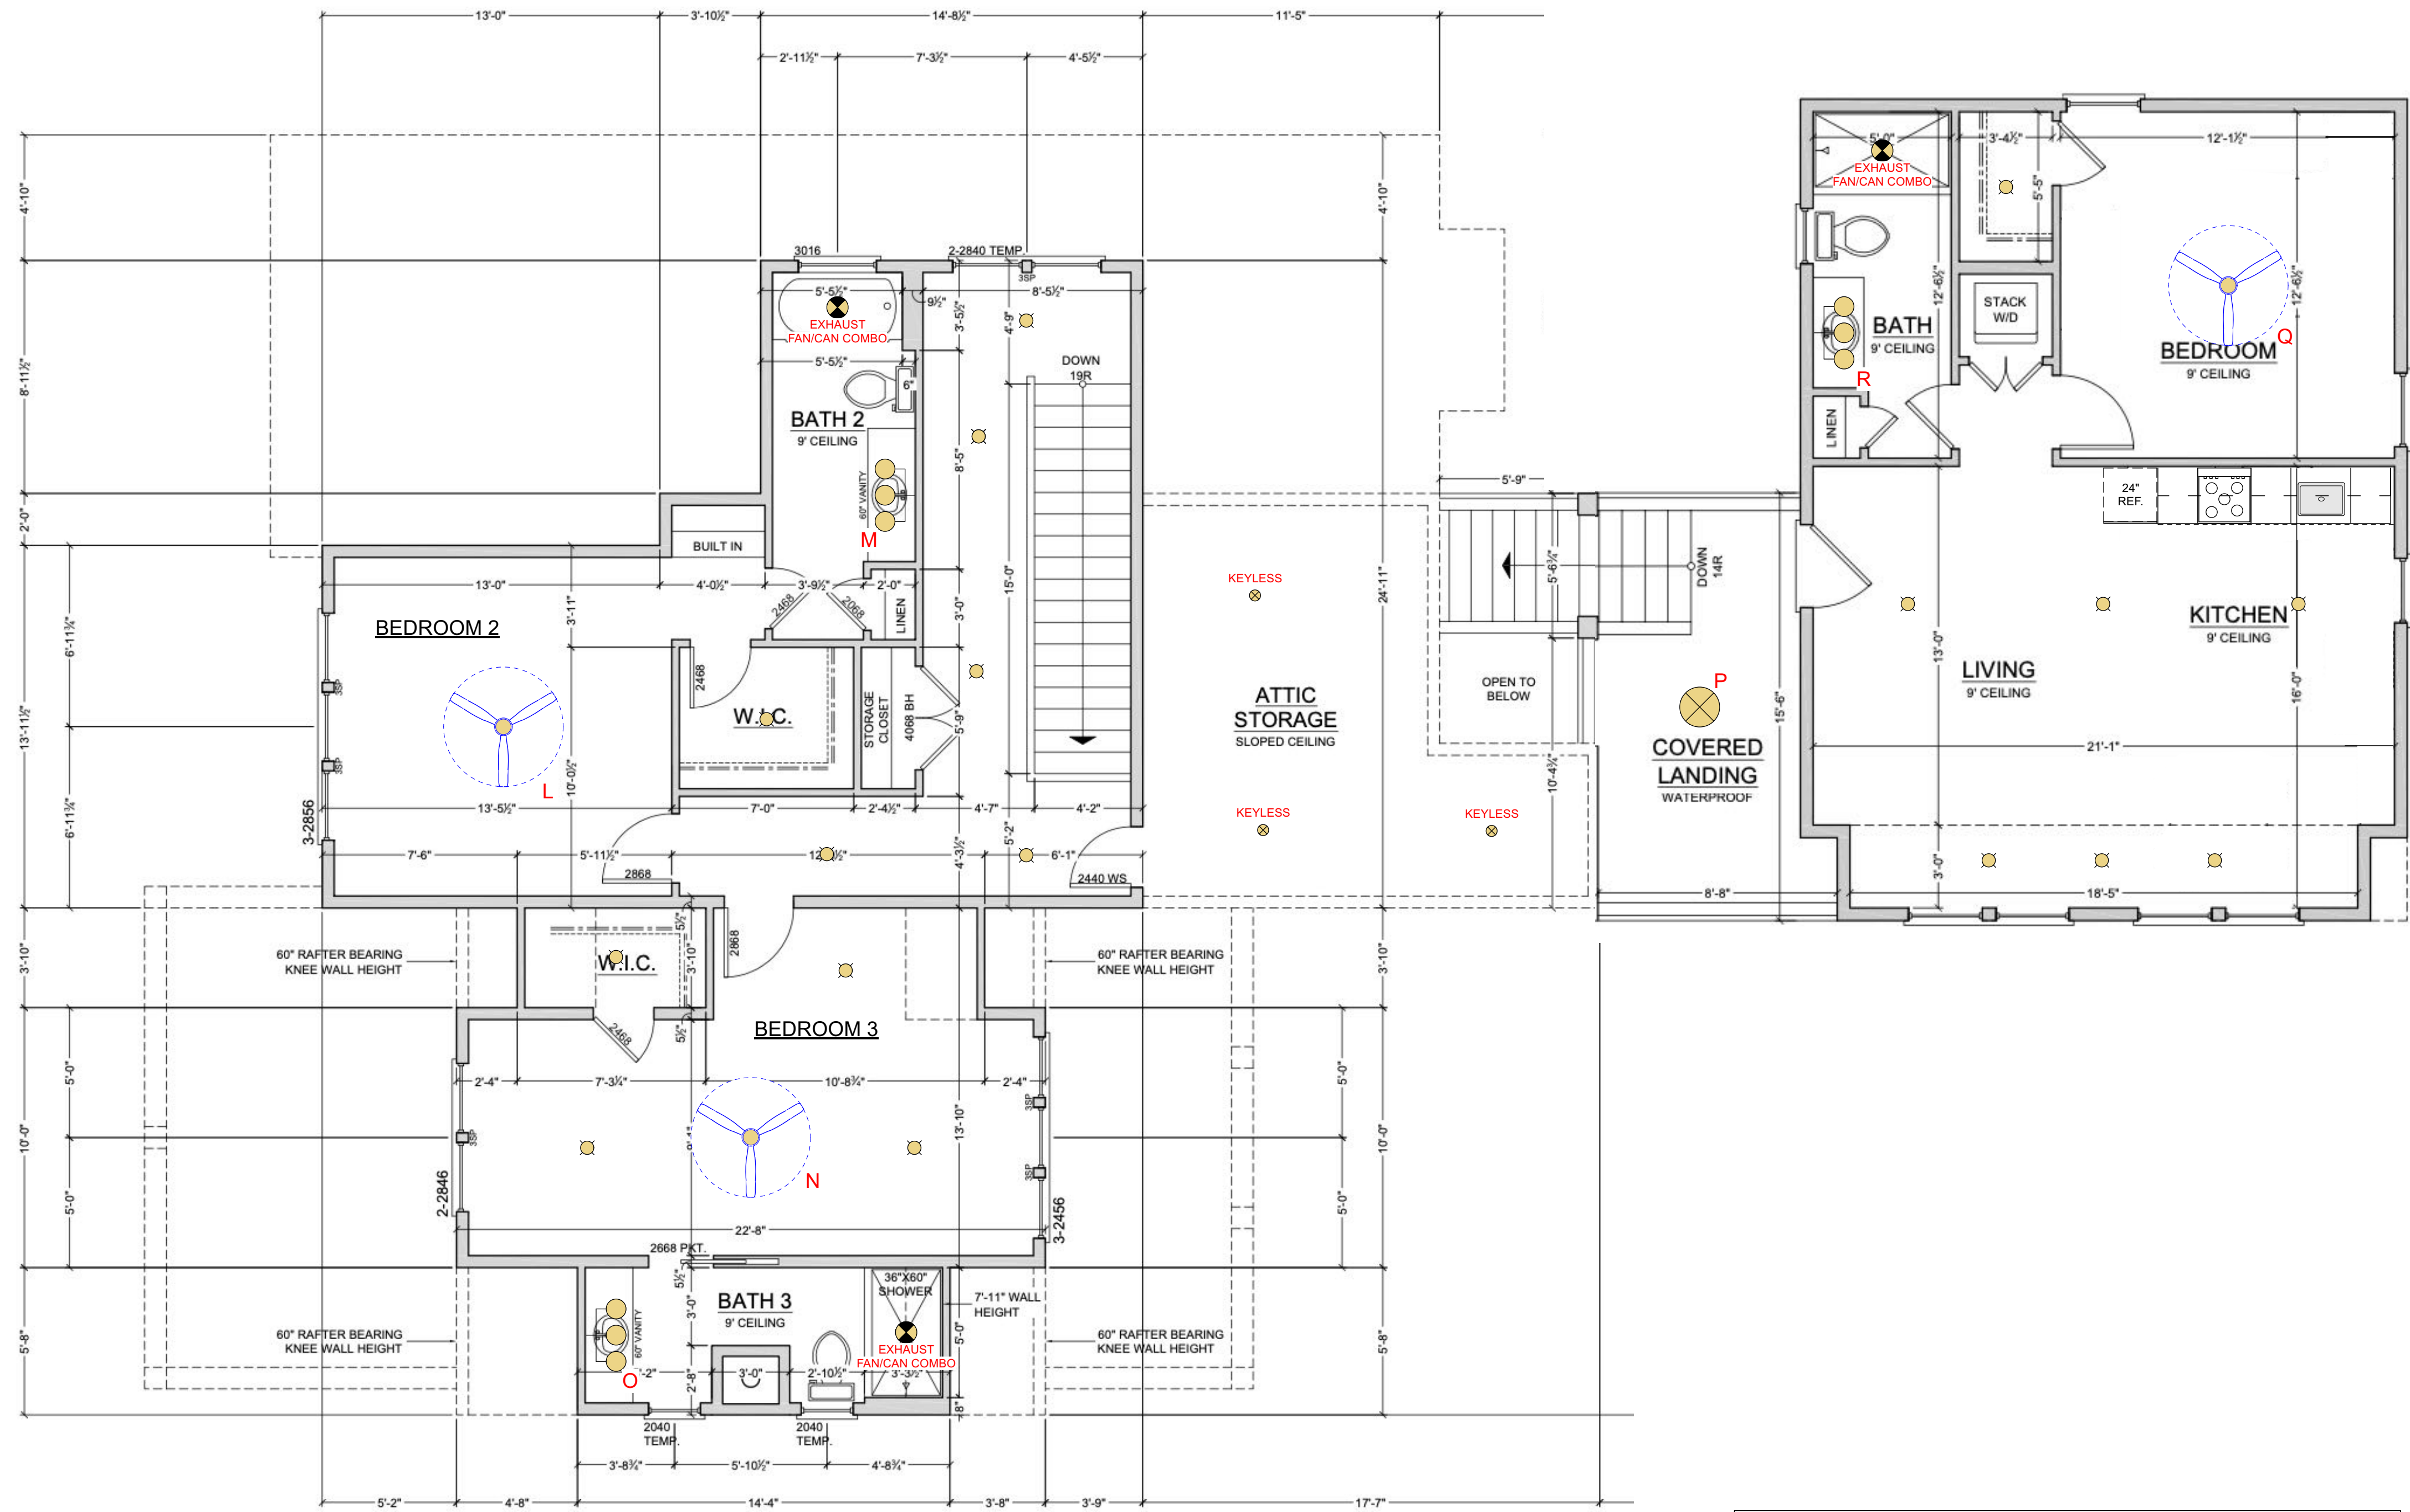 13'-0" 3'-10½" 14'-8½" 11'-5"
2'-11½" 7'-3½" 4'-5½"
5'-0" 3'-4½" 12'-1½"
EXHAUST
FAN/CAN COMBO
5'-5"
4'-10" 4'-10"
3016 2-2840 TEMP.
3SP
5'-5½" 9½" 8'-5½"
EXHAUST
FAN/CAN COMBO
3'-5½" 4'-9"
12'-6½" 12'-6½"
STACK
W/D
BATH
9' CEILING
R
Q
BEDROOM
9' CEILING
5'-5½"
DOWN
19R
6"
8'-11½"
BATH 2
9' CEILING
LINEN
8'-5"
60" VANITY
M
5'-9"
24"
REF.
2'-0"
BUILT IN
13'-0" 4'-0½" 3'-9½" 2'-0"
2468 2068
LINEN
3'-0"
15'-0"
3'-11"
KEYLESS
24'-11"
5'-6¾"
DOWN
14R
BEDROOM 2
6'-11¾"
KITCHEN
9' CEILING
13'-0"
LIVING
9' CEILING
16'-0"
2468
W.I.C.
STORAGE
CLOSET
4068 BH
5'-9"
ATTIC
STORAGE
SLOPED CEILING
OPEN TO
BELOW
P
COVERED
LANDING
WATERPROOF
15'-6"
21'-1"
3SP
3SP
13'-11½"
L
10'-0½"
10'-4¾"
3-2856
13'-5½" 7'-0" 2'-4½" 4'-7" 4'-2"
6'-11¾"
KEYLESS KEYLESS
5'-2"
4'-3½"
7'-6" 5'-11½" 6'-1"
2868 2440 WS
3'-0"
8'-8" 18'-5"
5½"
2868
3'-10" 3'-10" 3'-10"
60" RAFTER BEARING
KNEE WALL HEIGHT
W.I.C.
60" RAFTER BEARING
KNEE WALL HEIGHT
5½"
2468
BEDROOM 3
5'-0" 5'-0"
2'-4" 7'-3¼" 10'-8¾" 2'-4"
3SP
3SP
3SP
10'-0" 13'-10" 10'-0"
N
2-2846
3-2456
5'-0" 5'-0"
22'-8"
2668 PKT.
5½"
36"X60"
SHOWER
BATH 3
9' CEILING
3'-0"
7'-11" WALL
HEIGHT
60" VANITY
5'-0"
60" RAFTER BEARING
KNEE WALL HEIGHT
EXHAUST
FAN/CAN COMBO
60" RAFTER BEARING
KNEE WALL HEIGHT
5'-8" 5'-8"
O
-2" 3'-0" 2'-10½" 3'-3½"
2'-8"
8"
2040
TEMP.
2040
TEMP.
3'-8¾" 5'-10½" 4'-8¾"
5'-2" 4'-8" 14'-4" 3'-8" 3'-9" 17'-7"